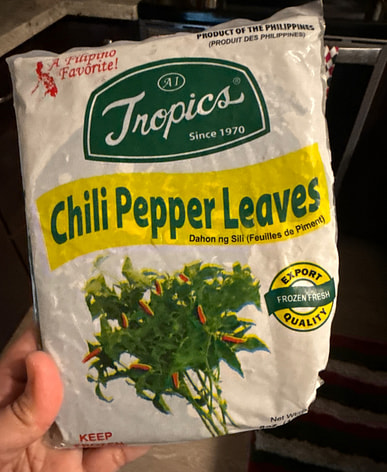 A Filipino
Favorite!
PRODUCT OF THE PHILIPPINES
(PRODUIT DES PHILIPPINES)
A1
Tropics®
Since 1970
Chili Pepper Leaves
Dahon ng Sili (Feuilles de Piment)
EXPORT
FROZEN FRESH
QUALITY
Net
KEEP